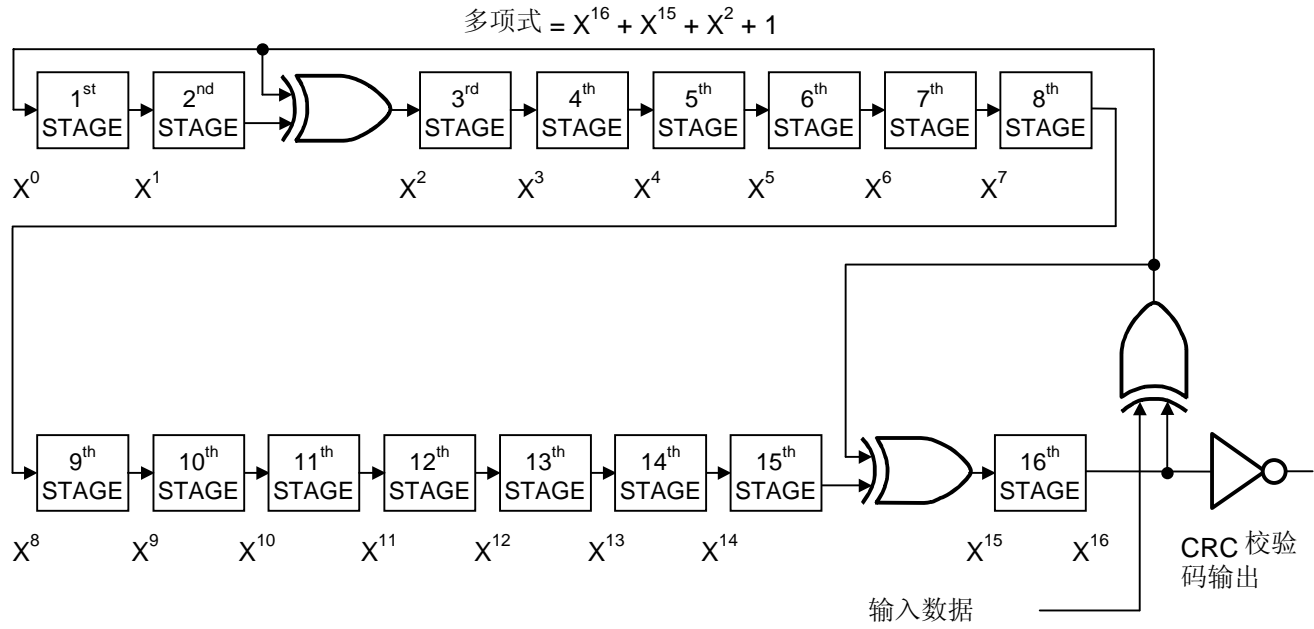 多项式 = X¹⁶ + X¹⁵ + X² + 1
1ˢᵗ STAGE
2ⁿᵈ STAGE
3ʳᵈ STAGE
4ᵗʰ STAGE
5ᵗʰ STAGE
6ᵗʰ STAGE
7ᵗʰ STAGE
8ᵗʰ STAGE
X⁰ X¹ X² X³ X⁴ X⁵ X⁶ X⁷
9ᵗʰ STAGE
10ᵗʰ STAGE
11ᵗʰ STAGE
12ᵗʰ STAGE
13ᵗʰ STAGE
14ᵗʰ STAGE
15ᵗʰ STAGE
16ᵗʰ STAGE
X⁸ X⁹ X¹⁰ X¹¹ X¹² X¹³ X¹⁴ X¹⁵ X¹⁶
CRC 校验
码输出
输入数据